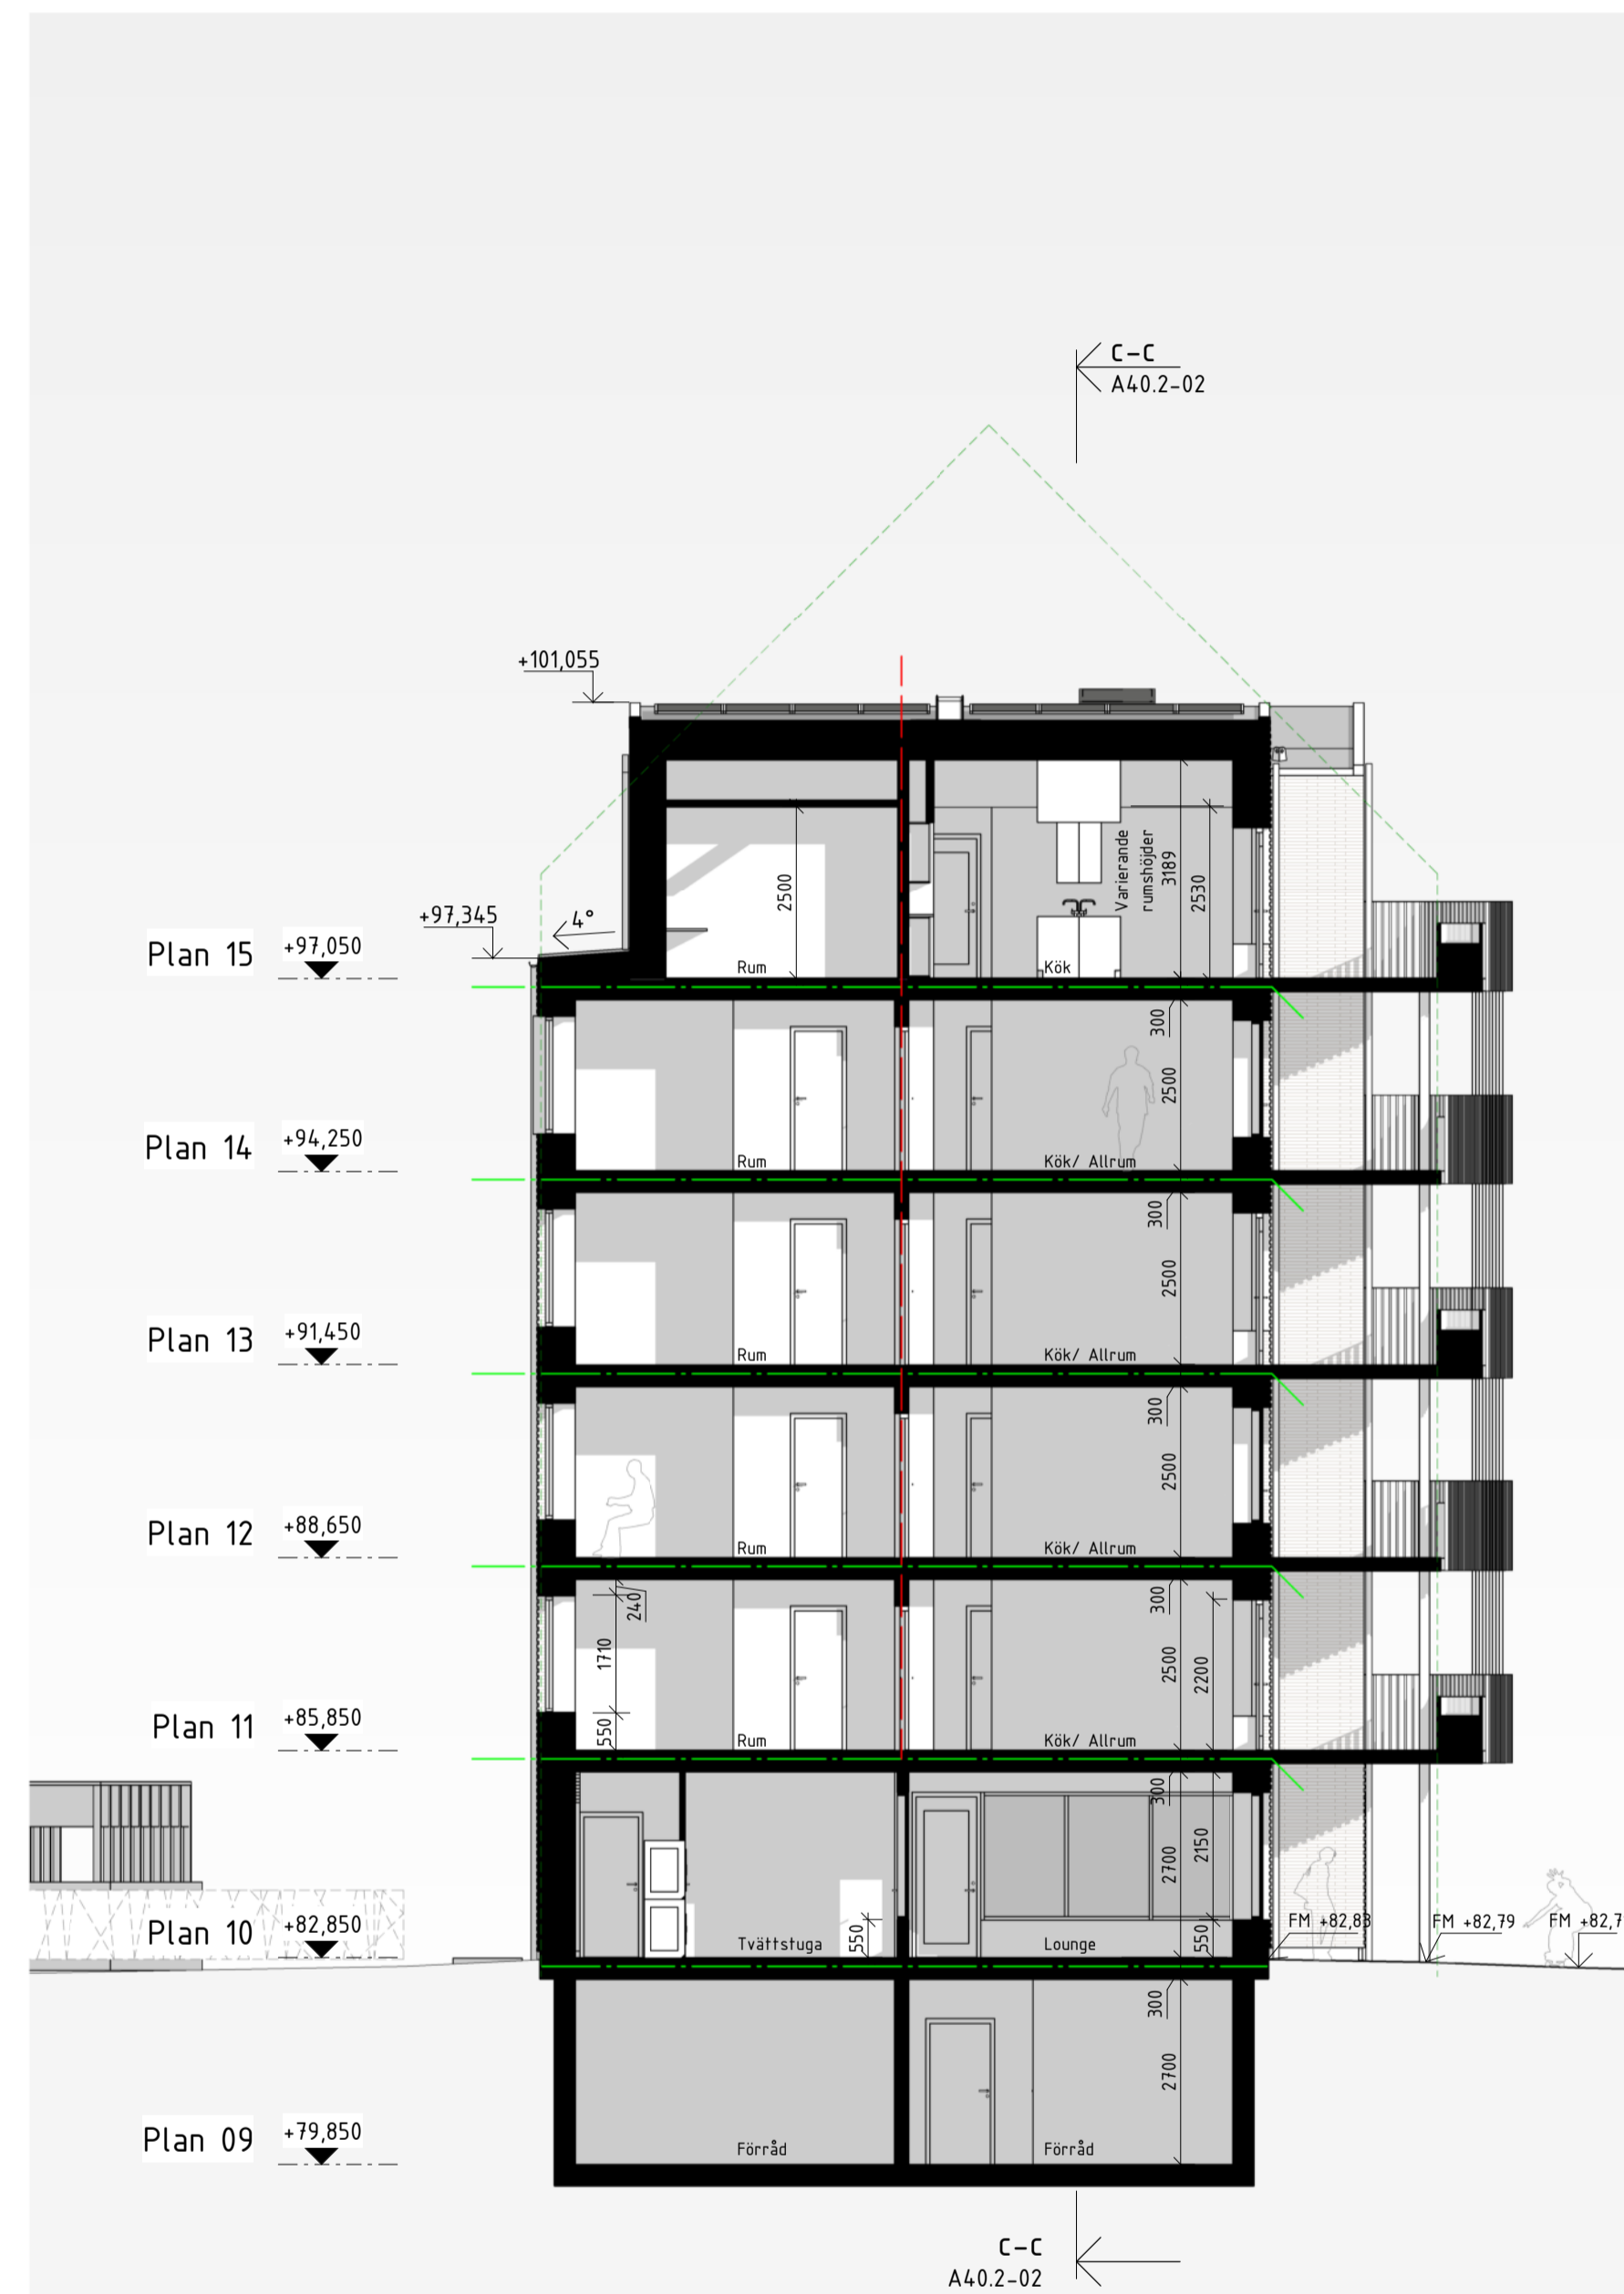 C-C
A40.2-02
+101,055
+97,345
4°
Plan 15
+97,050
2500
Varierande
rumshöjder
3189
2530
Rum
Kök
300
2500
Plan 14
+94,250
Rum
Kök/ Allrum
300
2500
Plan 13
+91,450
Rum
Kök/ Allrum
300
2500
Plan 12
+88,650
Rum
Kök/ Allrum
240
1710
550
300
2500
2200
Plan 11
+85,850
Rum
Kök/ Allrum
300
2700
2150
550
550
Plan 10
+82,850
Tvättstuga
Lounge
FM +82,83
FM +82,79
FM +82,7
300
2700
Plan 09
+79,850
Förråd
Förråd
C-C
A40.2-02